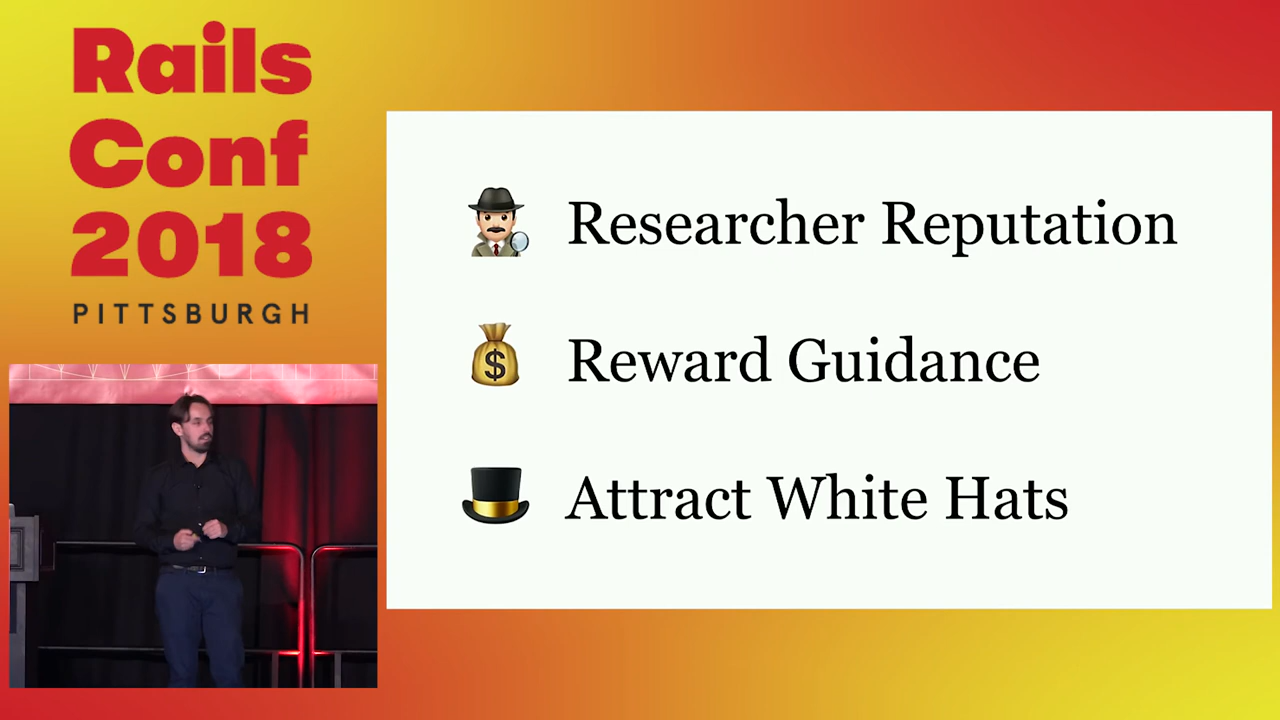 Rails
Conf
2018
PITTSBURGH
Researcher Reputation
Reward Guidance
Attract White Hats